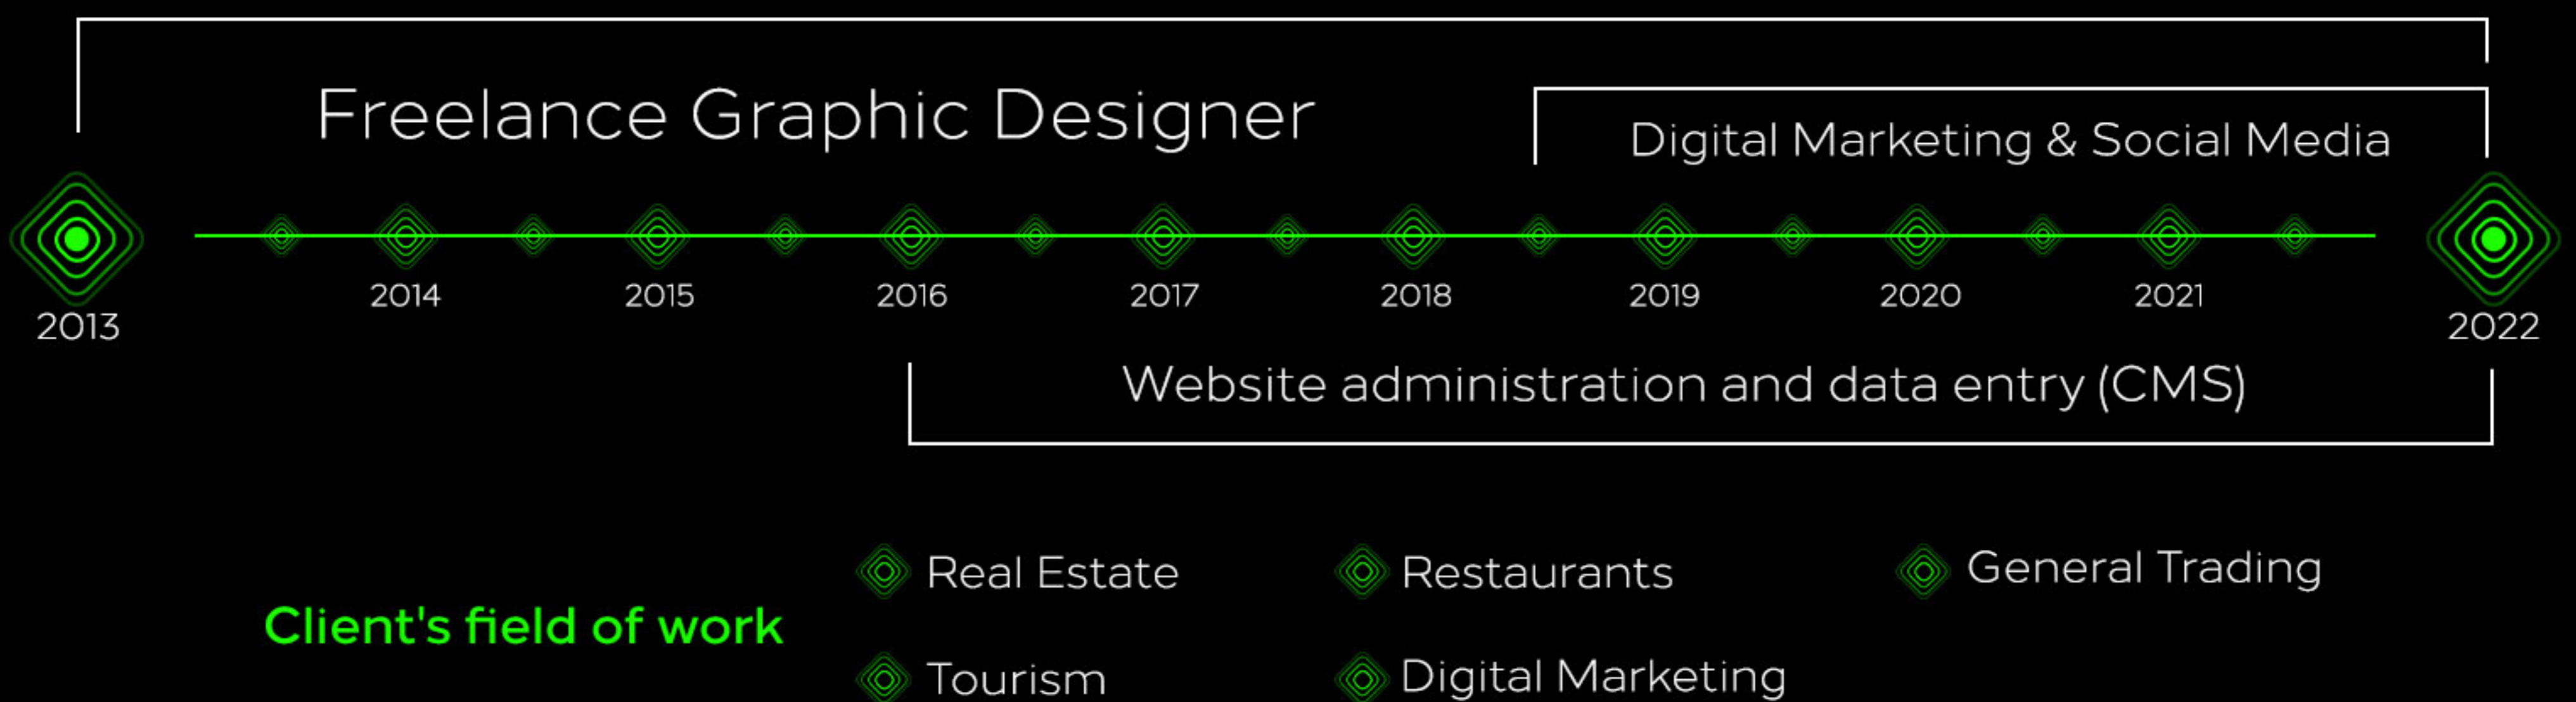 Freelance Graphic Designer
Digital Marketing & Social Media
2013
2014
2015
2016
2017
2018
2019
2020
2021
2022
Website administration and data entry (CMS)
Client's field of work
Real Estate
Restaurants
General Trading
Tourism
Digital Marketing